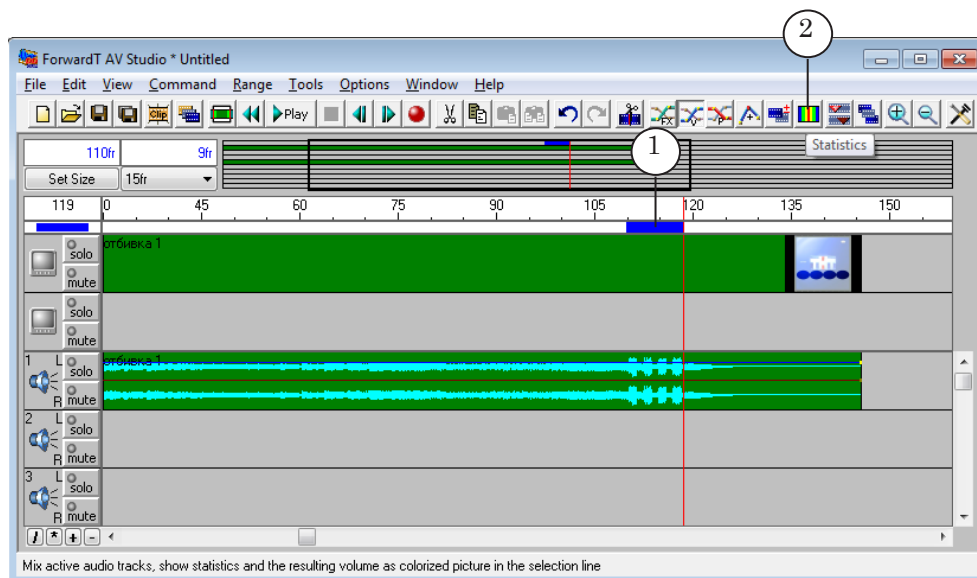 2
ForwardT AV Studio * Untitled
File Edit View Command Range Tools Options Window Help
Clip Play FX V P
Statistics
110fr 9fr
1
Set Size 15fr
119 0 45 60 75 90 105 120 135 150
отбивка 1
solo
mute
ТНТ
solo
mute
1 L solo
отбивка 1
R mute
2 L solo
R mute
3 L solo
R mute
/ * + -
Mix active audio tracks, show statistics and the resulting volume as colorized picture in the selection line